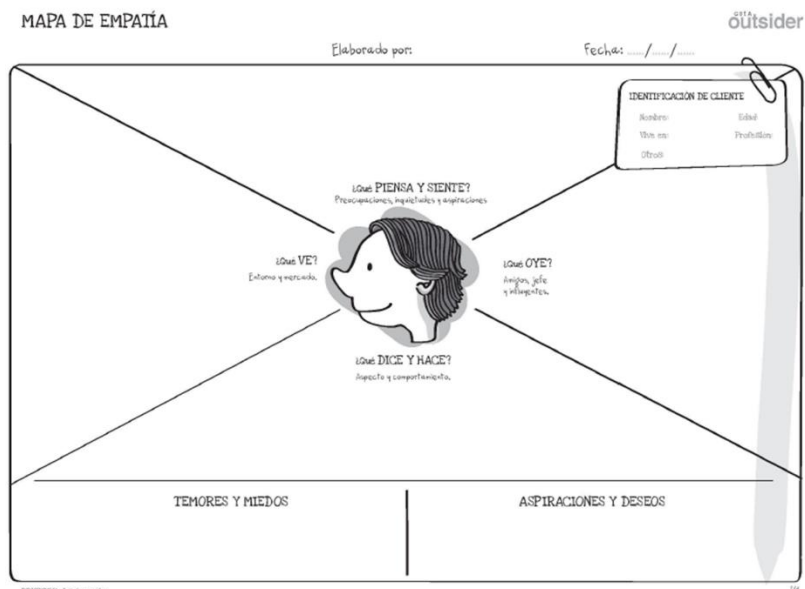 MAPA DE EMPATÍA
GUÍA
outsider
Elaborado por:
Fecha: ....../....../......
IDENTIFICACIÓN DE CLIENTE
Nombre: Edad:
Vive en: Profesión:
Otros:
¿Qué PIENSA Y SIENTE?
Preocupaciones, inquietudes y aspiraciones
¿Qué VE?
Entorno y mercado.
¿Qué OYE?
Amigos, jefe
y influyentes.
¿Qué DICE Y HACE?
Aspecto y comportamiento.
TEMORES Y MIEDOS
ASPIRACIONES Y DESEOS